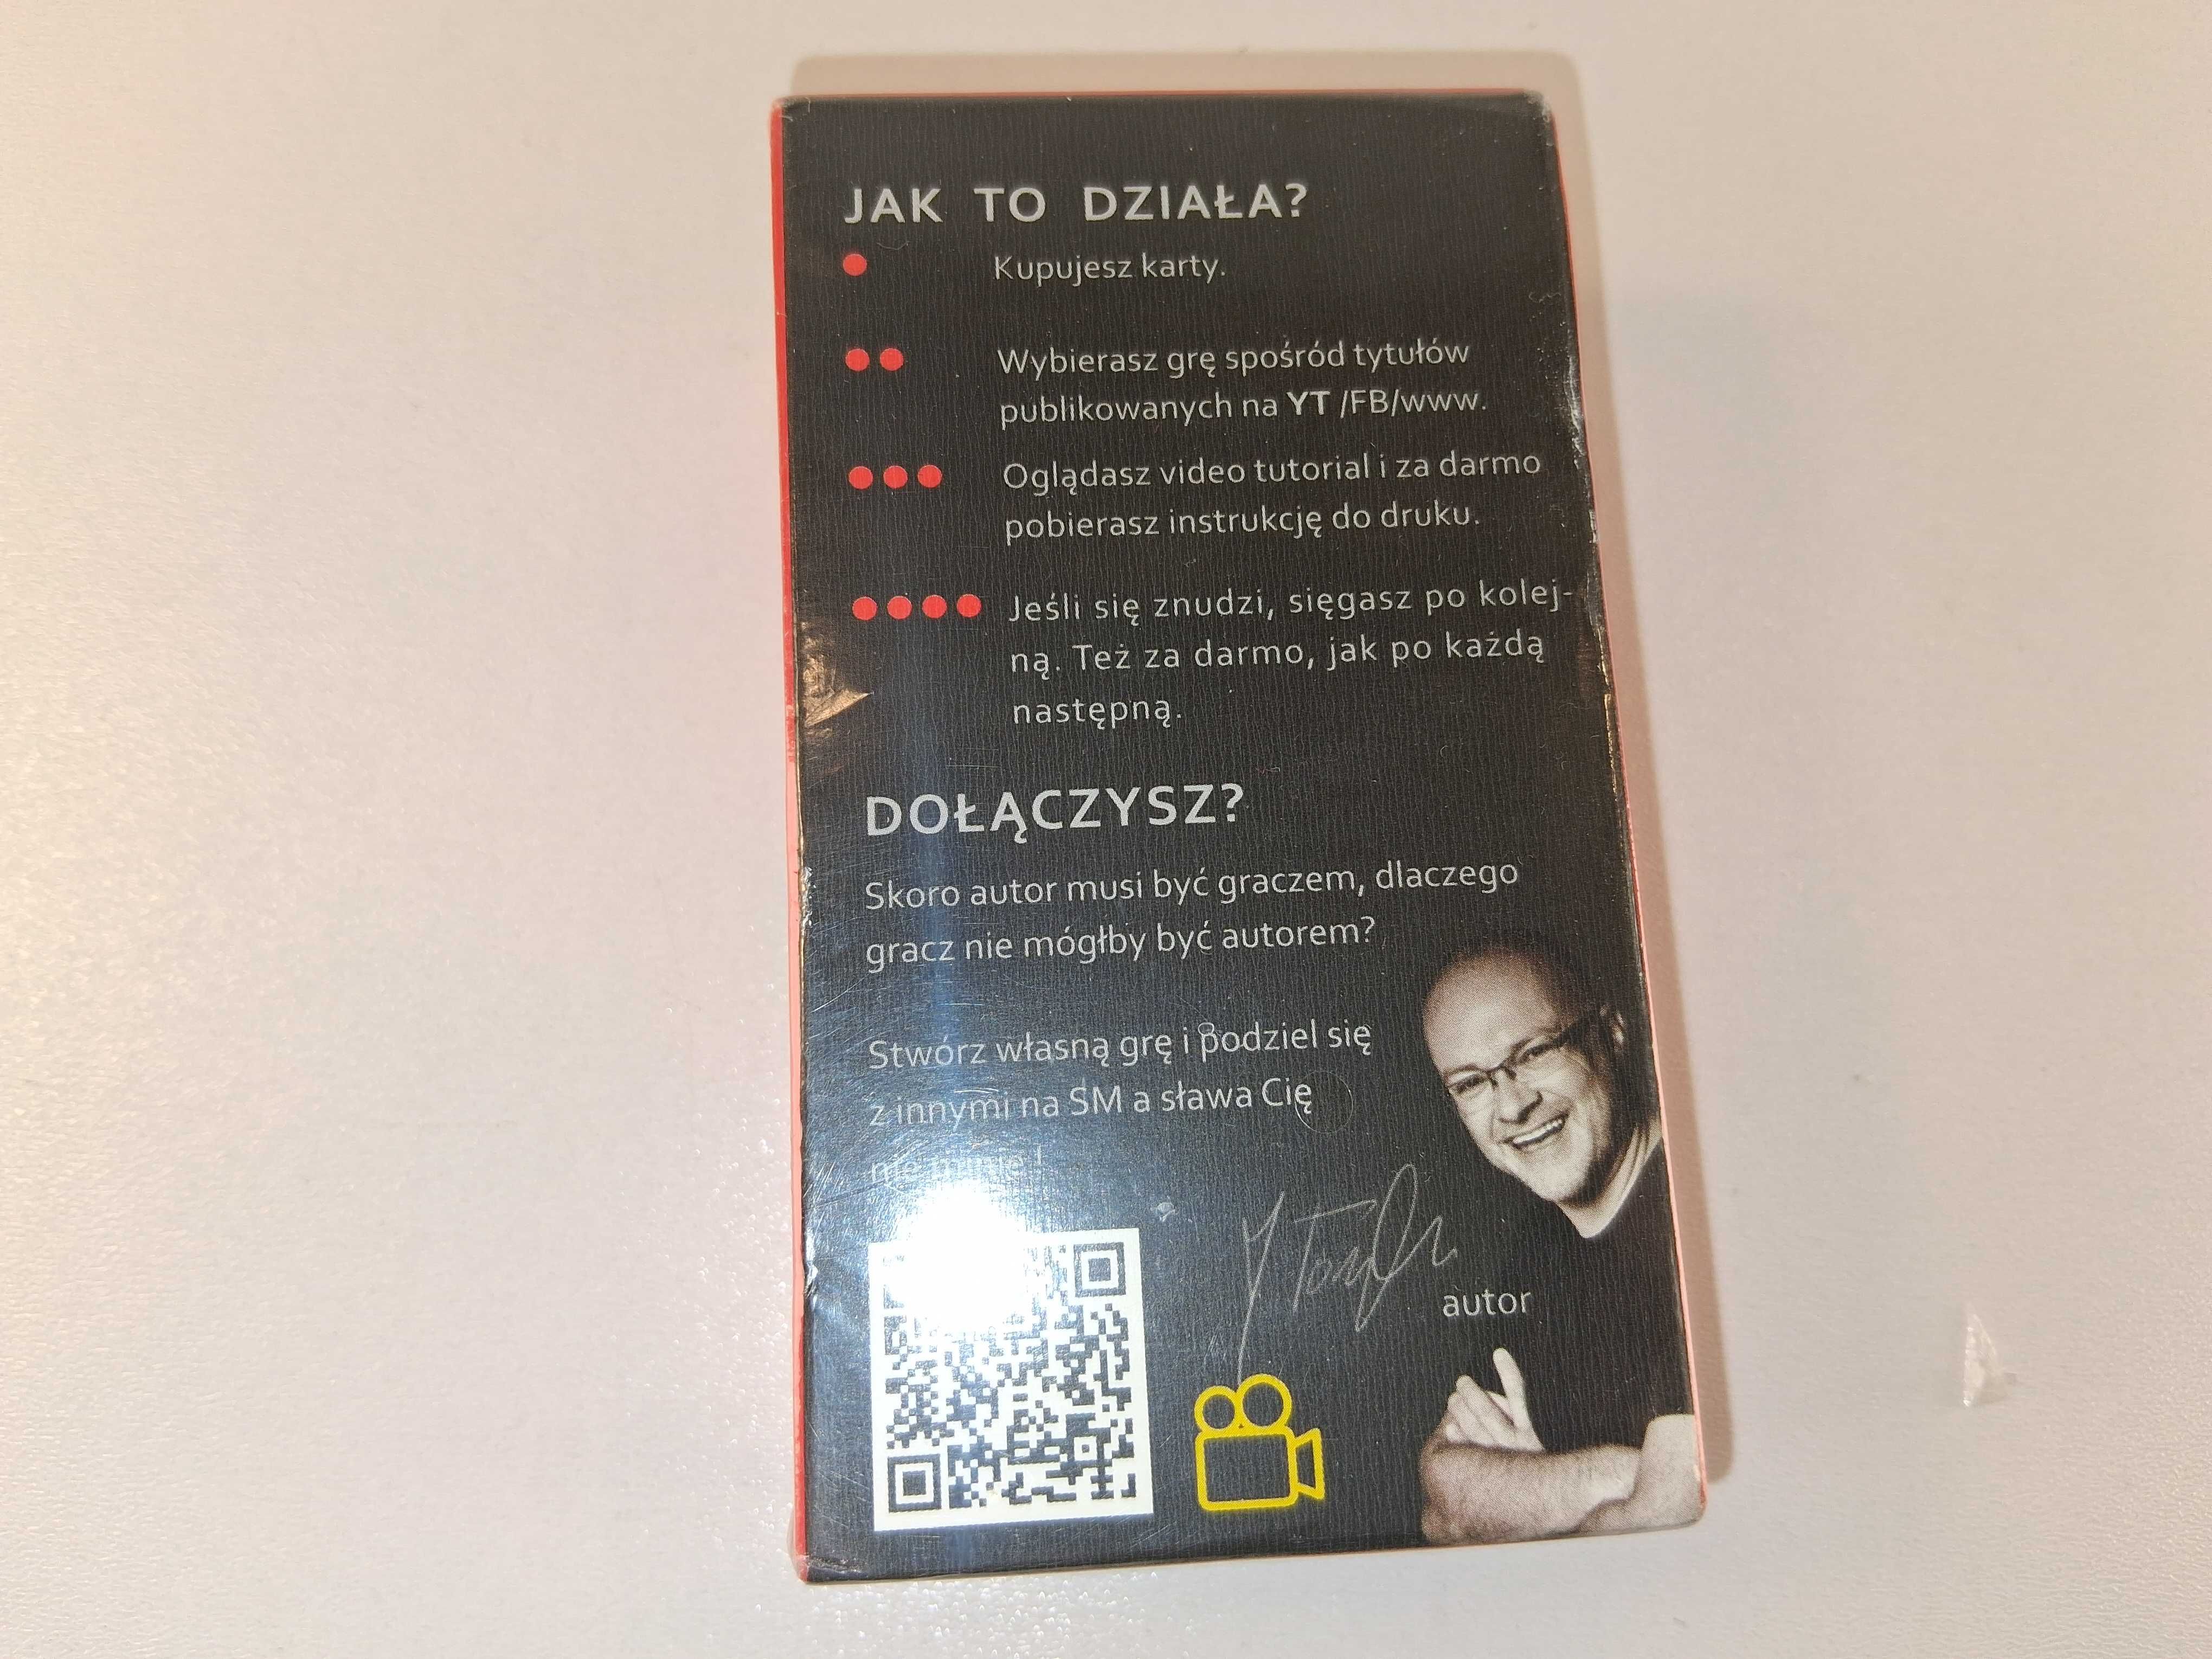 JAK TO DZIAŁA?
Kupujesz karty.
Wybierasz grę spośród tytułów
publikowanych na YT /FB/www.
Oglądasz video tutorial i za darmo
pobierasz instrukcję do druku.
Jeśli się znudzi, sięgasz po kolej-
ną. Też za darmo, jak po każdą
następną.
DOŁĄCZYSZ?
Skoro autor musi być graczem, dlaczego
gracz nie mógłby być autorem?
Stwórz własną grę i podziel się
z innymi na SM a sława Cię
nie minie!
autor